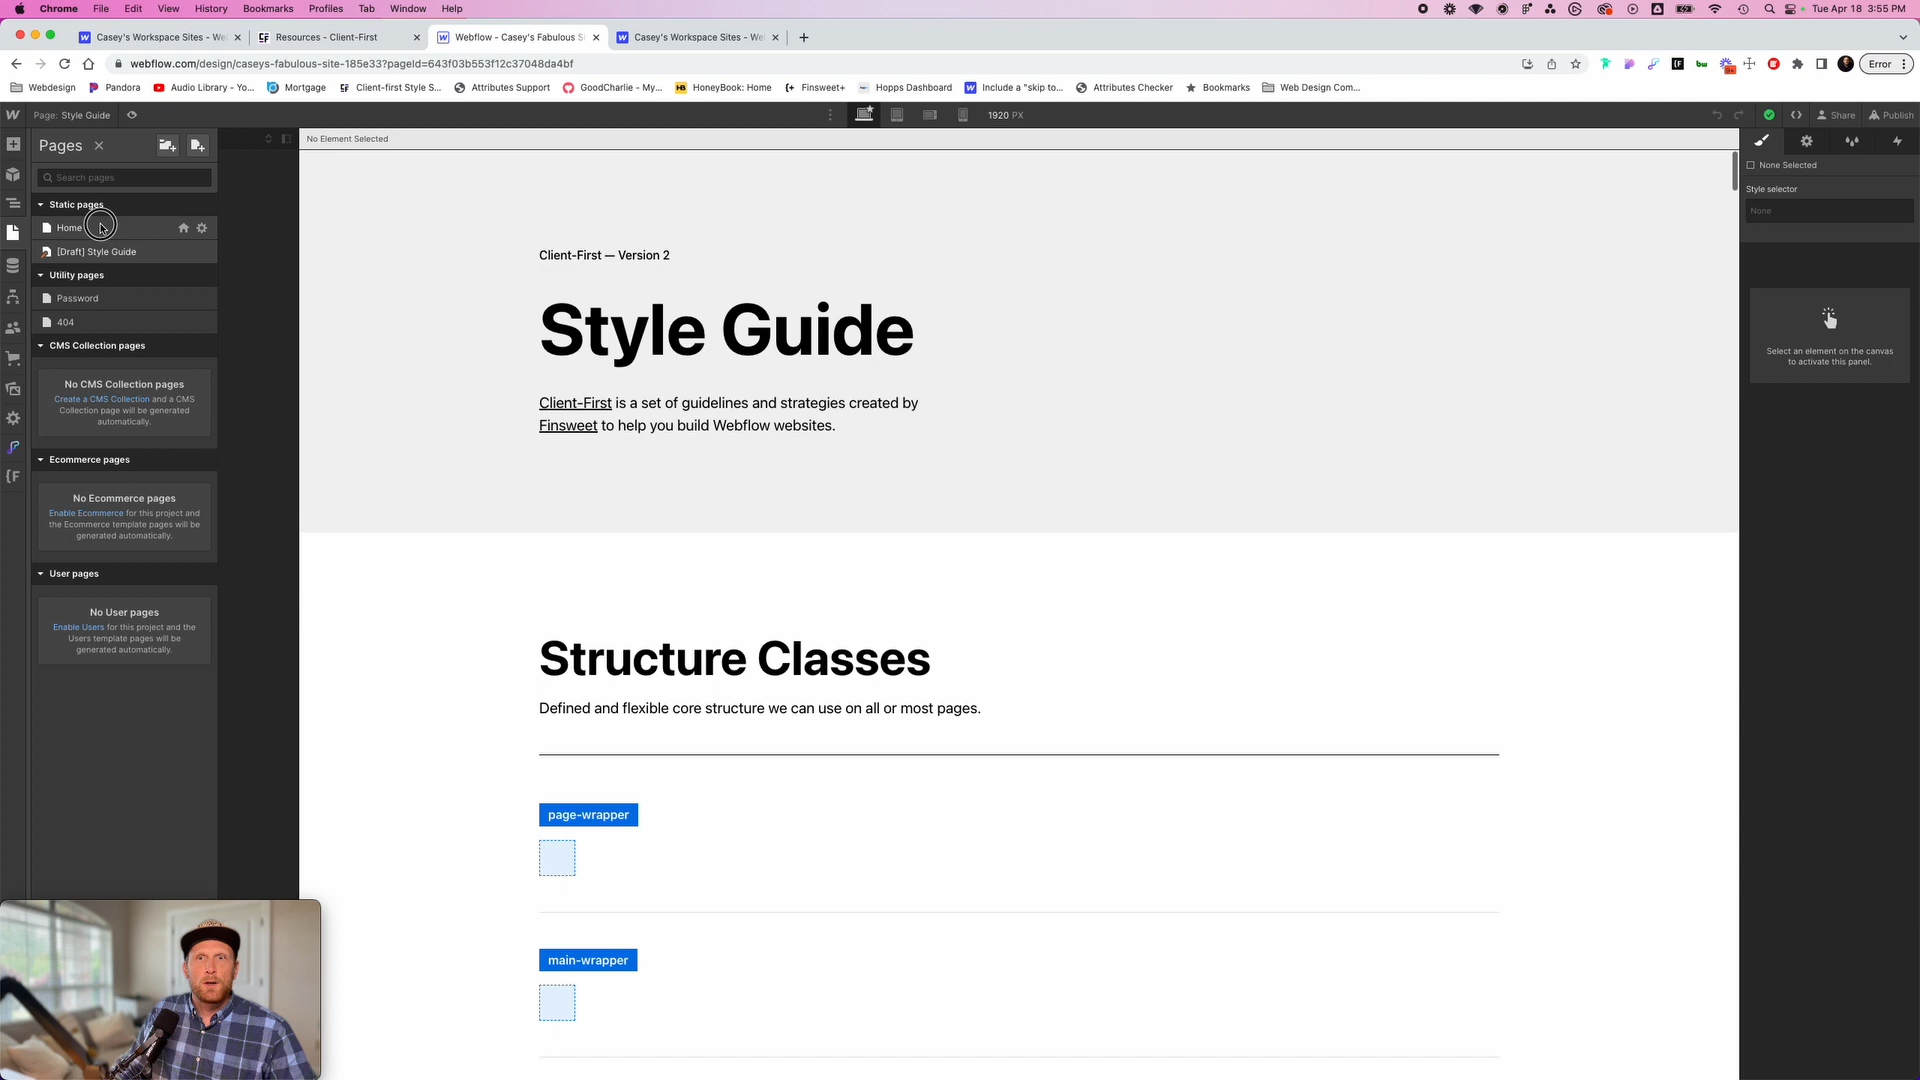 Chrome File Edit View History Bookmarks Profiles Tab Window Help
Tue Apr 18 3:55 PM
Casey's Workspace Sites - We
Resources - Client-First
Webflow - Casey's Fabulous S
Casey's Workspace Sites - We
webflow.com/design/caseys-fabulous-site-185e33?pageId=643f03b553f12c37048da4bf
Error
Webdesign
Pandora
Audio Library - Yo...
Mortgage
Client-first Style S...
Attributes Support
GoodCharlie - My...
HoneyBook: Home
Finsweet+
Hopps Dashboard
Include a "skip to...
Attributes Checker
Bookmarks
Web Design Com...
Page: Style Guide
1920 PX
Share
Publish
Pages
No Element Selected
None Selected
Search pages
Style selector
None
Static pages
Home
[Draft] Style Guide
Utility pages
Password
404
CMS Collection pages
No CMS Collection pages
Create a CMS Collection and a CMS
Collection page will be generated
automatically.
Ecommerce pages
No Ecommerce pages
Enable Ecommerce for this project and
the Ecommerce template pages will be
generated automatically.
User pages
No User pages
Enable Users for this project and the
Users template pages will be
generated automatically.
Client-First — Version 2
Style Guide
Client-First is a set of guidelines and strategies created by
Finsweet to help you build Webflow websites.
Structure Classes
Defined and flexible core structure we can use on all or most pages.
page-wrapper
main-wrapper
Select an element on the canvas
to activate this panel.